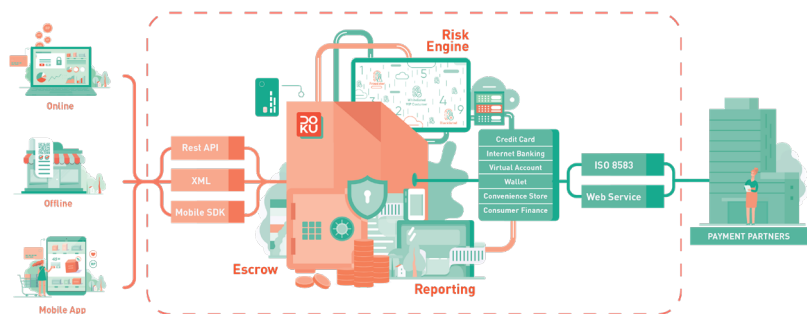 Online
Offline
Mobile App
Rest API
XML
Mobile SDK
DO
KU
Risk
Engine
Escrow
Reporting
Credit Card
Internet Banking
Virtual Account
Wallet
Convenience Store
Consumer Finance
ISO 8583
Web Service
PAYMENT PARTNERS